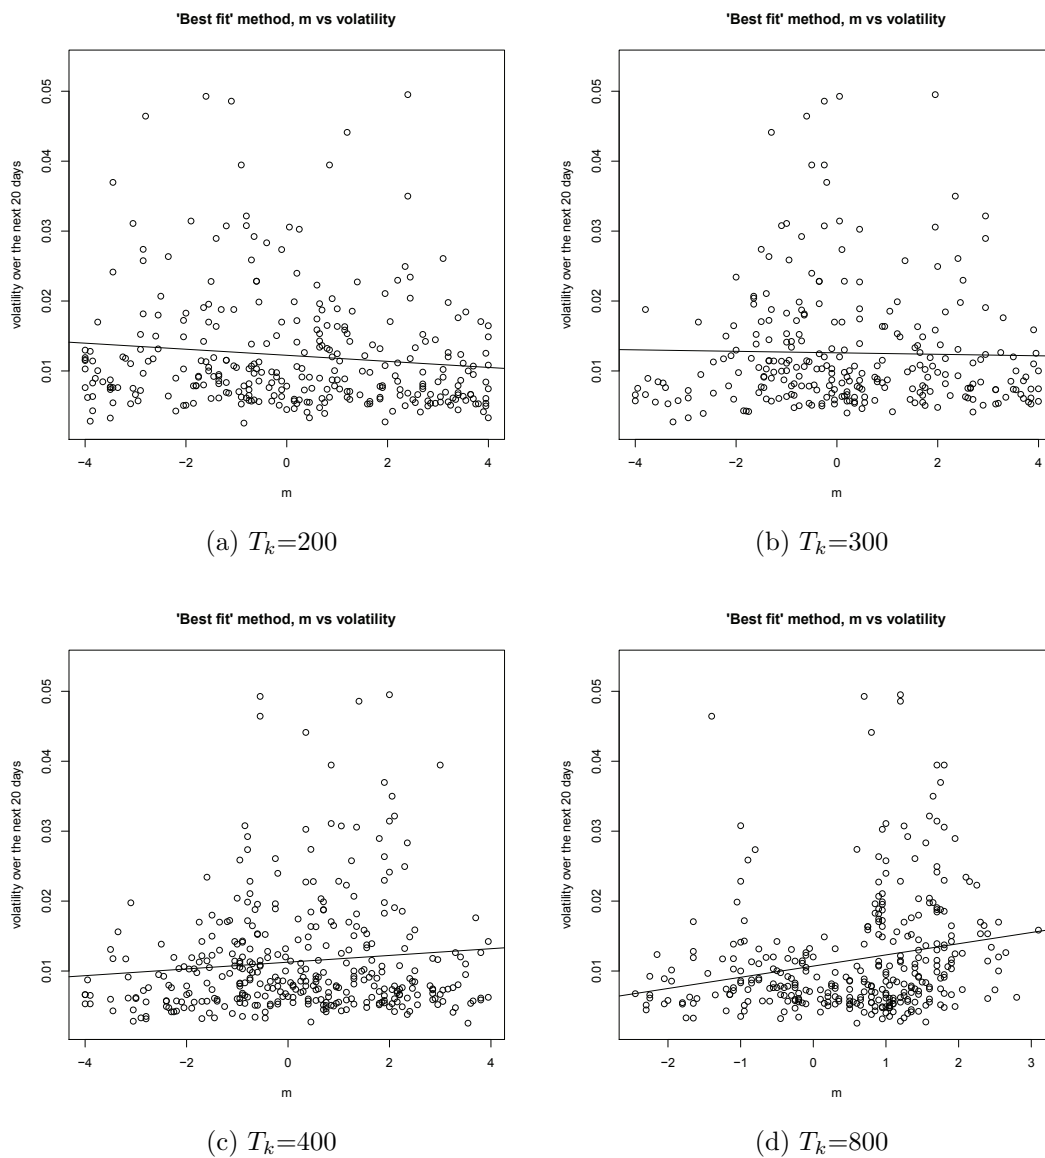 'Best fit' method, m vs volatility
volatility over the next 20 days
0.05
0.04
0.03
0.02
0.01
−4 −2 0 2 4
m
(a) T_k=200
'Best fit' method, m vs volatility
volatility over the next 20 days
0.05
0.04
0.03
0.02
0.01
−4 −2 0 2 4
m
(b) T_k=300
'Best fit' method, m vs volatility
volatility over the next 20 days
0.05
0.04
0.03
0.02
0.01
−4 −2 0 2 4
m
(c) T_k=400
'Best fit' method, m vs volatility
volatility over the next 20 days
0.05
0.04
0.03
0.02
0.01
−2 −1 0 1 2 3
m
(d) T_k=800